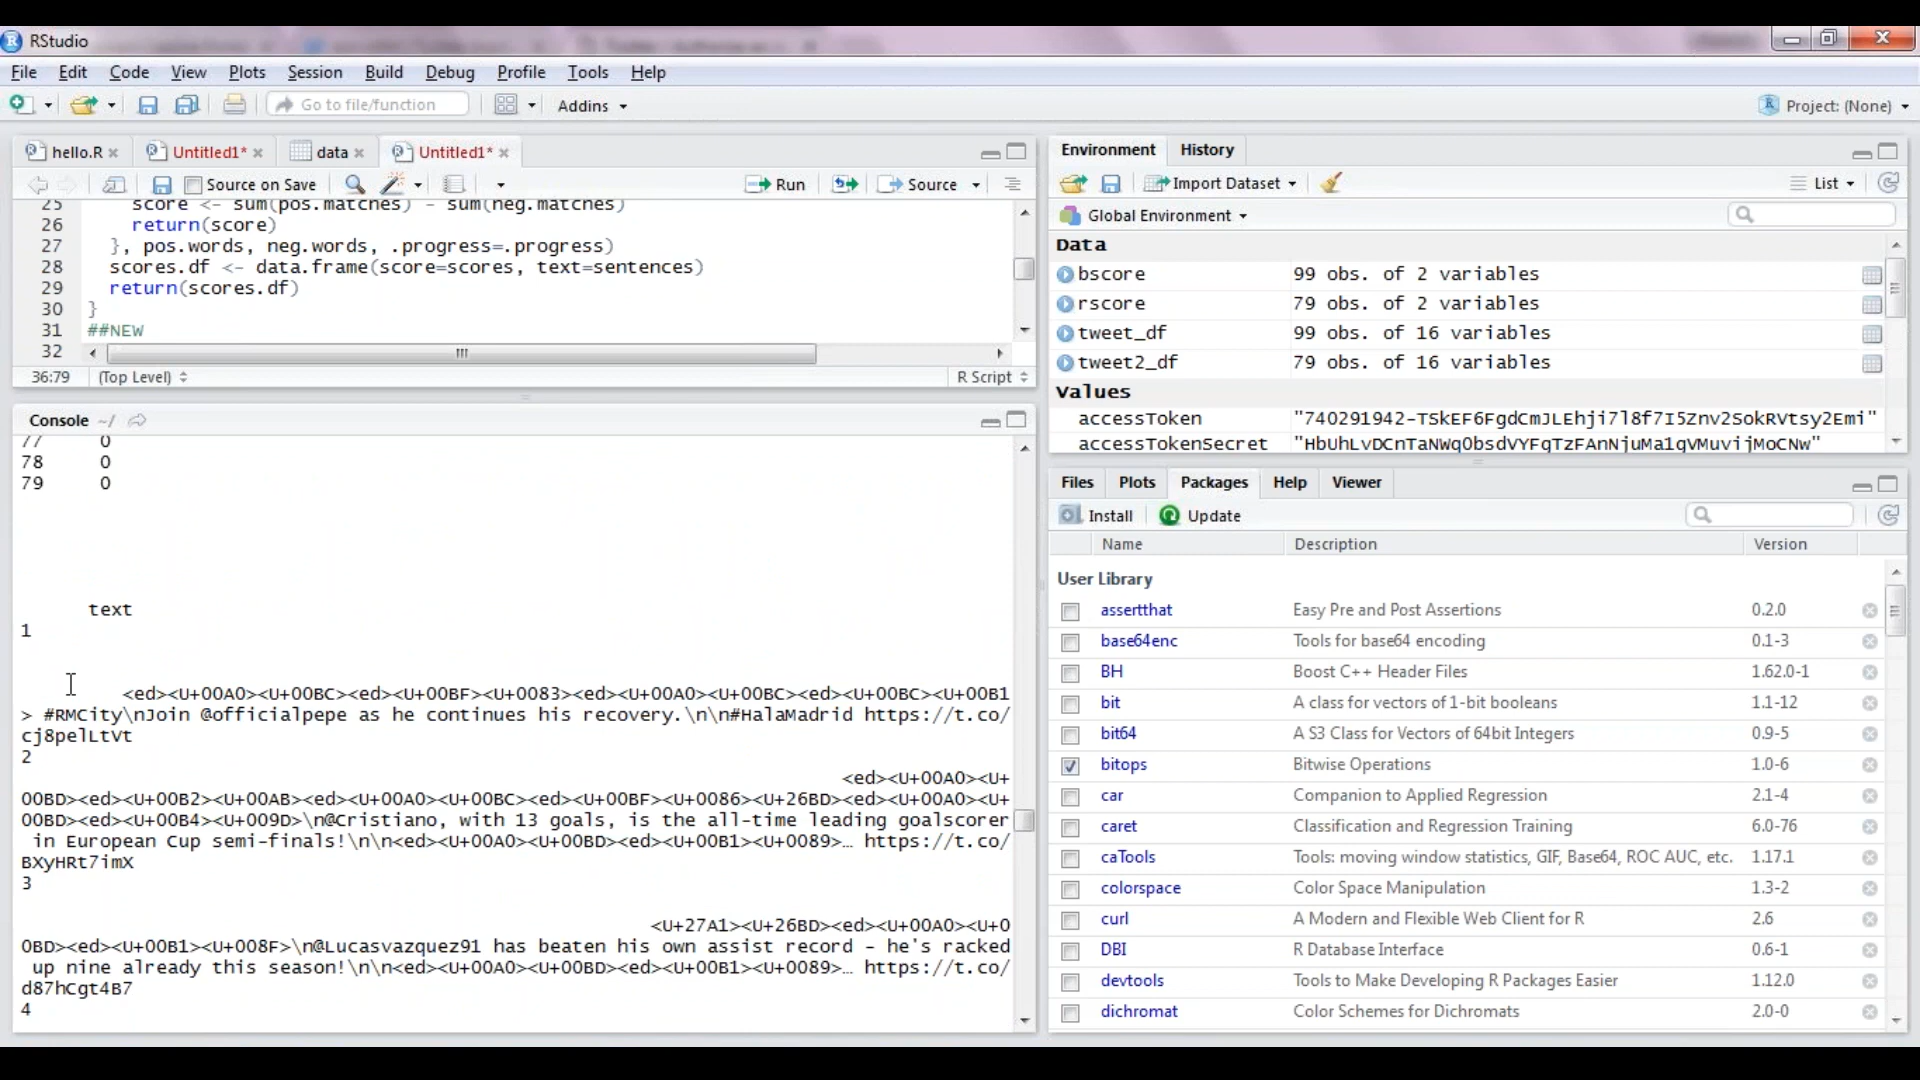 RStudio
File Edit Code View Plots Session Build Debug Profile Tools Help
Go to file/function Addins Project: (None)
hello.R Untitled1* data Untitled1*
Source on Save Run Source
25 score <- sum(pos.matches) - sum(neg.matches)
26 return(score)
27 }, pos.words, neg.words, .progress=.progress)
28 scores.df <- data.frame(score=scores, text=sentences)
29 return(scores.df)
30 }
31 ##NEW
32
36:79 (Top Level) R Script
Console ~/
77 0
78 0
79 0
text
1
<ed><U+00A0><U+00BC><ed><U+00BF><U+0083><ed><U+00A0><U+00BC><ed><U+00BC><U+00B1
> #RMCity\nJoin @officialpepe as he continues his recovery.\n\n#HalaMadrid https://t.co/
cj8pelLtVt
2
<ed><U+00A0><U+
00BD><ed><U+00B2><U+00AB><ed><U+00A0><U+00BC><ed><U+00BF><U+0086><U+26BD><ed><U+00A0><U+
00BD><ed><U+00B4><U+009D>\n@Cristiano, with 13 goals, is the all-time leading goalscorer
in European Cup semi-finals!\n\n<ed><U+00A0><U+00BD><ed><U+00B1><U+0089>… https://t.co/
BXyHRt7imX
3
<U+27A1><U+26BD><ed><U+00A0><U+0
0BD><ed><U+00B1><U+008F>\n@Lucasvazquez91 has beaten his own assist record - he's racked
up nine already this season!\n\n<ed><U+00A0><U+00BD><ed><U+00B1><U+0089>… https://t.co/
d87hCgt4B7
4
Environment History
Import Dataset List
Global Environment
Data
bscore 99 obs. of 2 variables
rscore 79 obs. of 2 variables
tweet_df 99 obs. of 16 variables
tweet2_df 79 obs. of 16 variables
Values
accessToken "740291942-TSkEF6FgdCmJLEhji7l8f7I5Znv2SokRVtsy2Emi"
accessTokenSecret "HbUhLvDCnTaNWqObsdVYFqTzFAnNjuMa1gVMuvijMoCNw"
Files Plots Packages Help Viewer
Install Update
Name Description Version
User Library
assertthat Easy Pre and Post Assertions 0.2.0
base64enc Tools for base64 encoding 0.1-3
BH Boost C++ Header Files 1.62.0-1
bit A class for vectors of 1-bit booleans 1.1-12
bit64 A S3 Class for Vectors of 64bit Integers 0.9-5
bitops Bitwise Operations 1.0-6
car Companion to Applied Regression 2.1-4
caret Classification and Regression Training 6.0-76
caTools Tools: moving window statistics, GIF, Base64, ROC AUC, etc. 1.17.1
colorspace Color Space Manipulation 1.3-2
curl A Modern and Flexible Web Client for R 2.6
DBI R Database Interface 0.6-1
devtools Tools to Make Developing R Packages Easier 1.12.0
dichromat Color Schemes for Dichromats 2.0-0